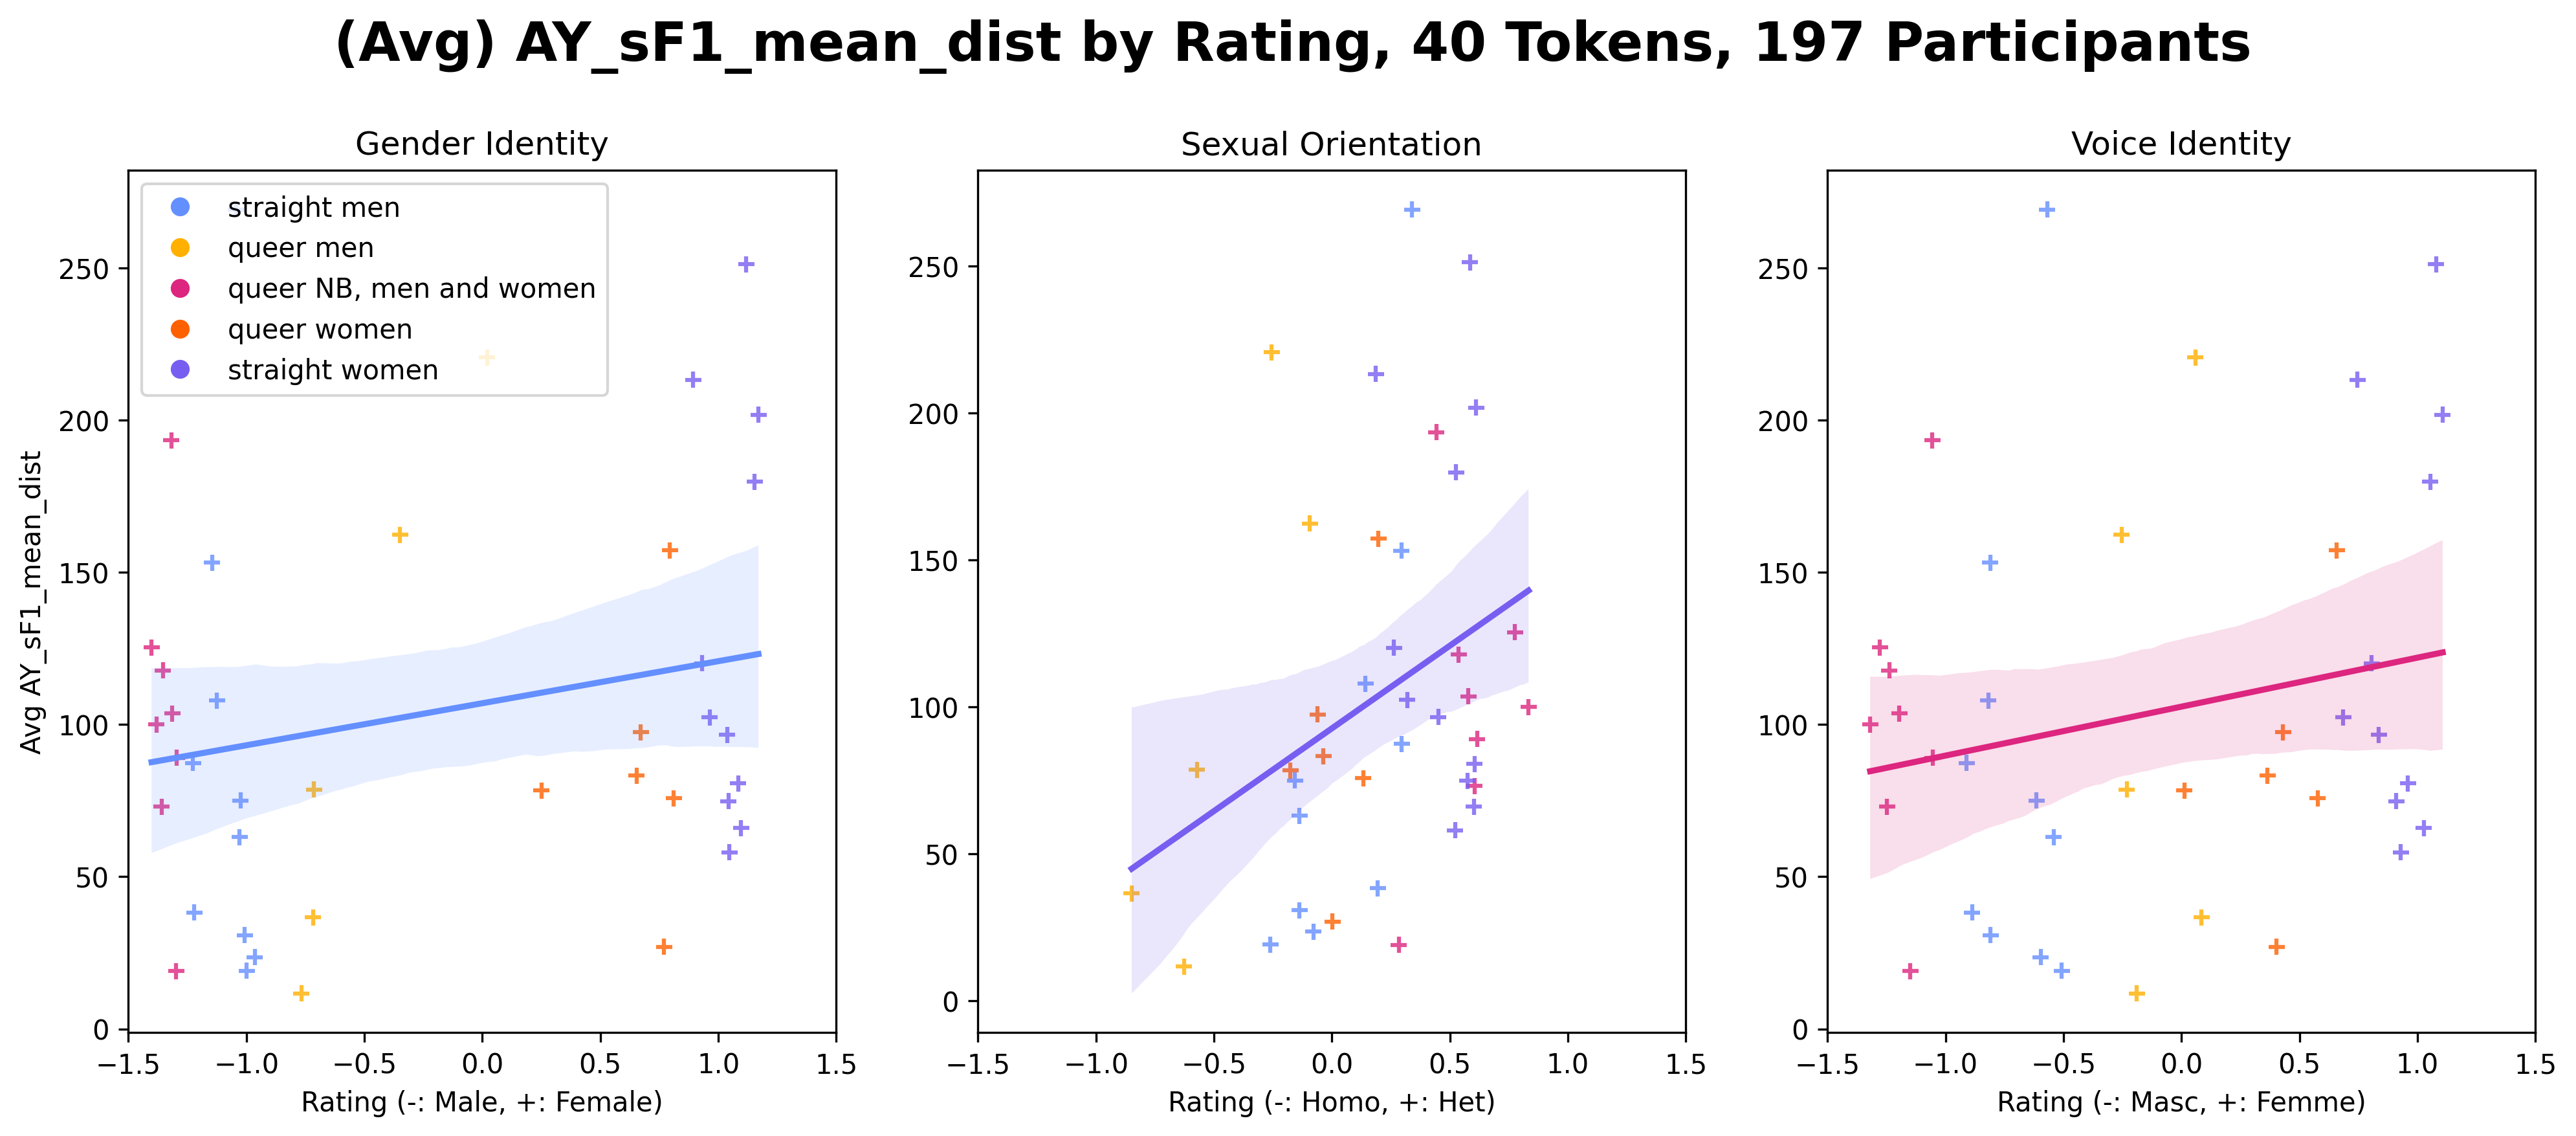 (Avg) AY_sF1_mean_dist by Rating, 40 Tokens, 197 Participants
Gender Identity
straight men
queer men
queer NB, men and women
queer women
straight women
250
200
150
100
50
0
Avg AY_sF1_mean_dist
−1.5 −1.0 −0.5 0.0 0.5 1.0 1.5
Rating (-: Male, +: Female)
Sexual Orientation
250
200
150
100
50
0
−1.5 −1.0 −0.5 0.0 0.5 1.0 1.5
Rating (-: Homo, +: Het)
Voice Identity
250
200
150
100
50
0
−1.5 −1.0 −0.5 0.0 0.5 1.0 1.5
Rating (-: Masc, +: Femme)